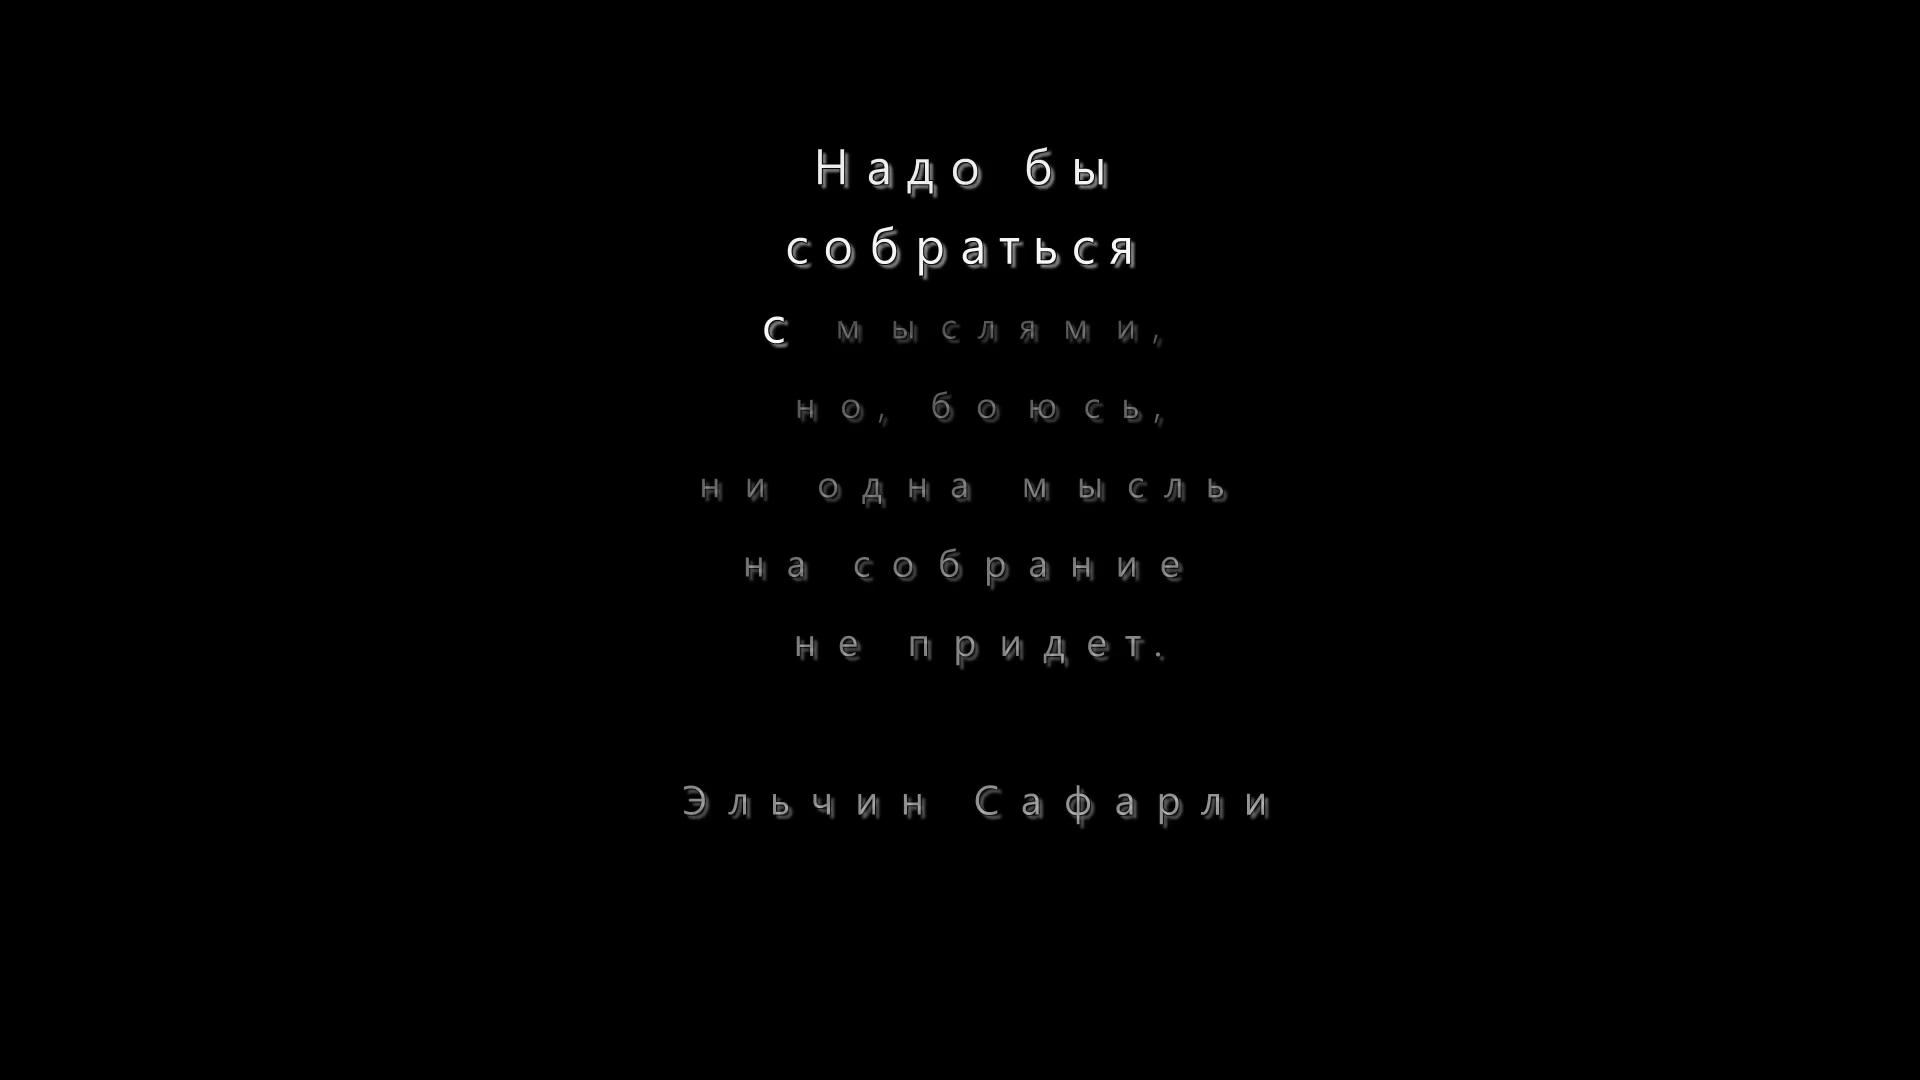 Надо бы
собраться
с мыслями,
но, боюсь,
ни одна мысль
на собрание
не придет.
Эльчин Сафарли